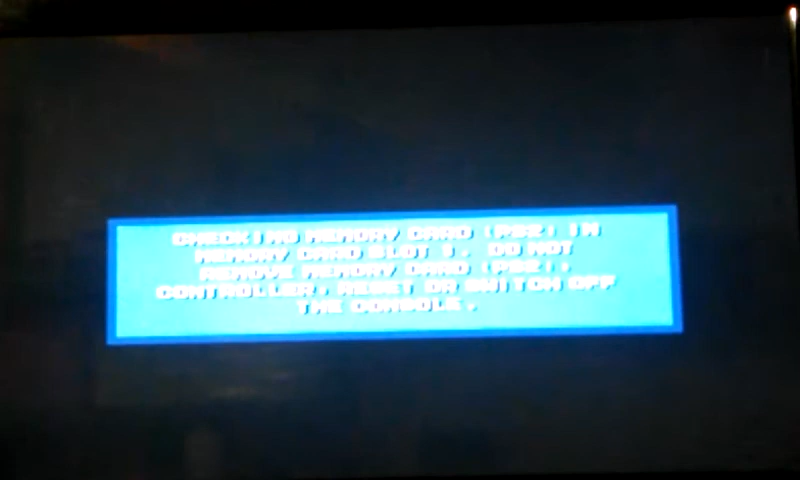 CHECKING MEMORY CARD (PS2) IN
MEMORY CARD SLOT 1. DO NOT
REMOVE MEMORY CARD (PS2),
CONTROLLER, RESET OR SWITCH OFF
THE CONSOLE.